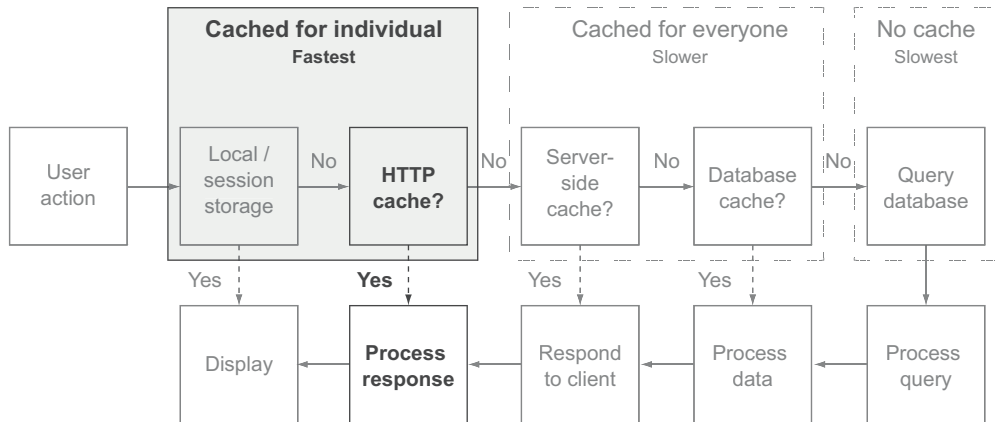 Cached for individual
Fastest
Cached for everyone
Slower
No cache
Slowest
User
action
Local /
session
storage
No
HTTP
cache?
No
Server-
side
cache?
No
Database
cache?
No
Query
database
Yes
Yes
Yes
Yes
Display
Process
response
Respond
to client
Process
data
Process
query